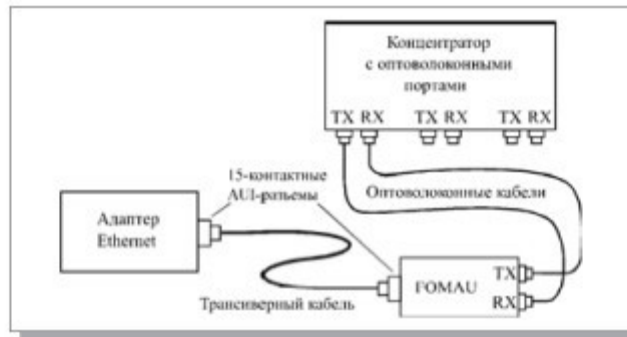 Концентратор
с оптоволоконными
портами
TX RX TX RX TX RX
15-контактные
AUI-разъемы
Оптоволоконные кабели
Адаптер
Ethernet
TX
FOMAU
RX
Трансиверный кабель